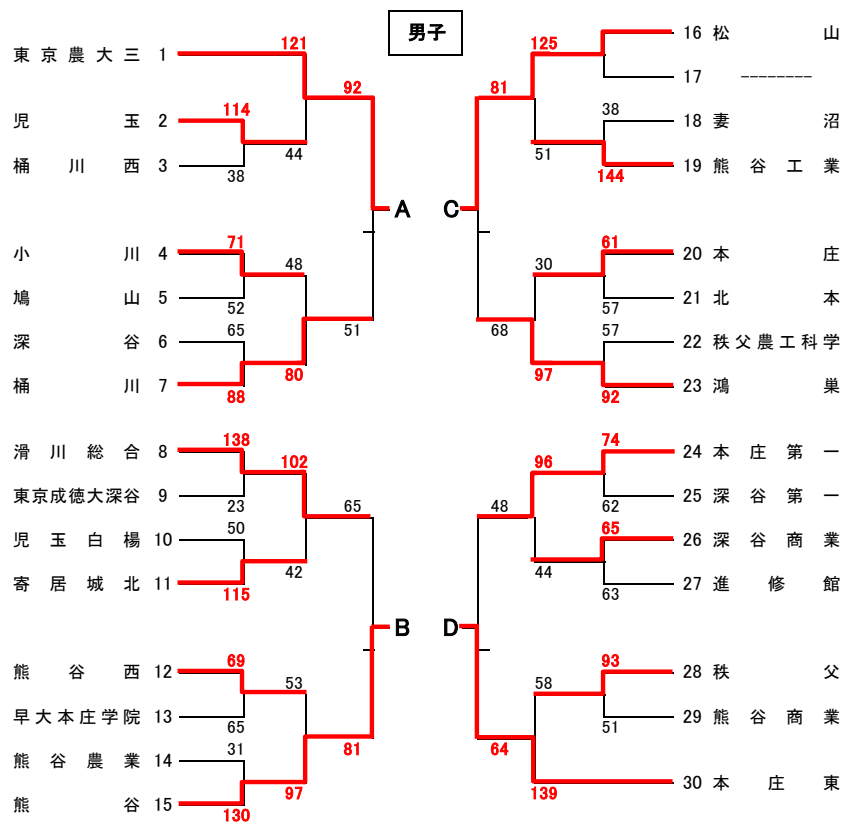 男子
東京農大三 1
児玉 2
桶川西 3
小川 4
鳩山 5
深谷 6
桶川 7
滑川総合 8
東京成徳大深谷 9
児玉白楊 10
寄居城北 11
熊谷西 12
早大本庄学院 13
熊谷農業 14
熊谷 15
121
114
38
44
92
71
52
48
65
88
80
51
A
138
23
102
50
115
42
65
69
65
53
31
130
97
81
B
125
38
144
51
81
61
57
30
57
92
97
68
C
74
62
96
65
63
44
48
93
51
58
139
64
D
16 松山
17 --------
18 妻沼
19 熊谷工業
20 本庄
21 北本
22 秩父農工科学
23 鴻巣
24 本庄第一
25 深谷第一
26 深谷商業
27 進修館
28 秩父
29 熊谷商業
30 本庄東